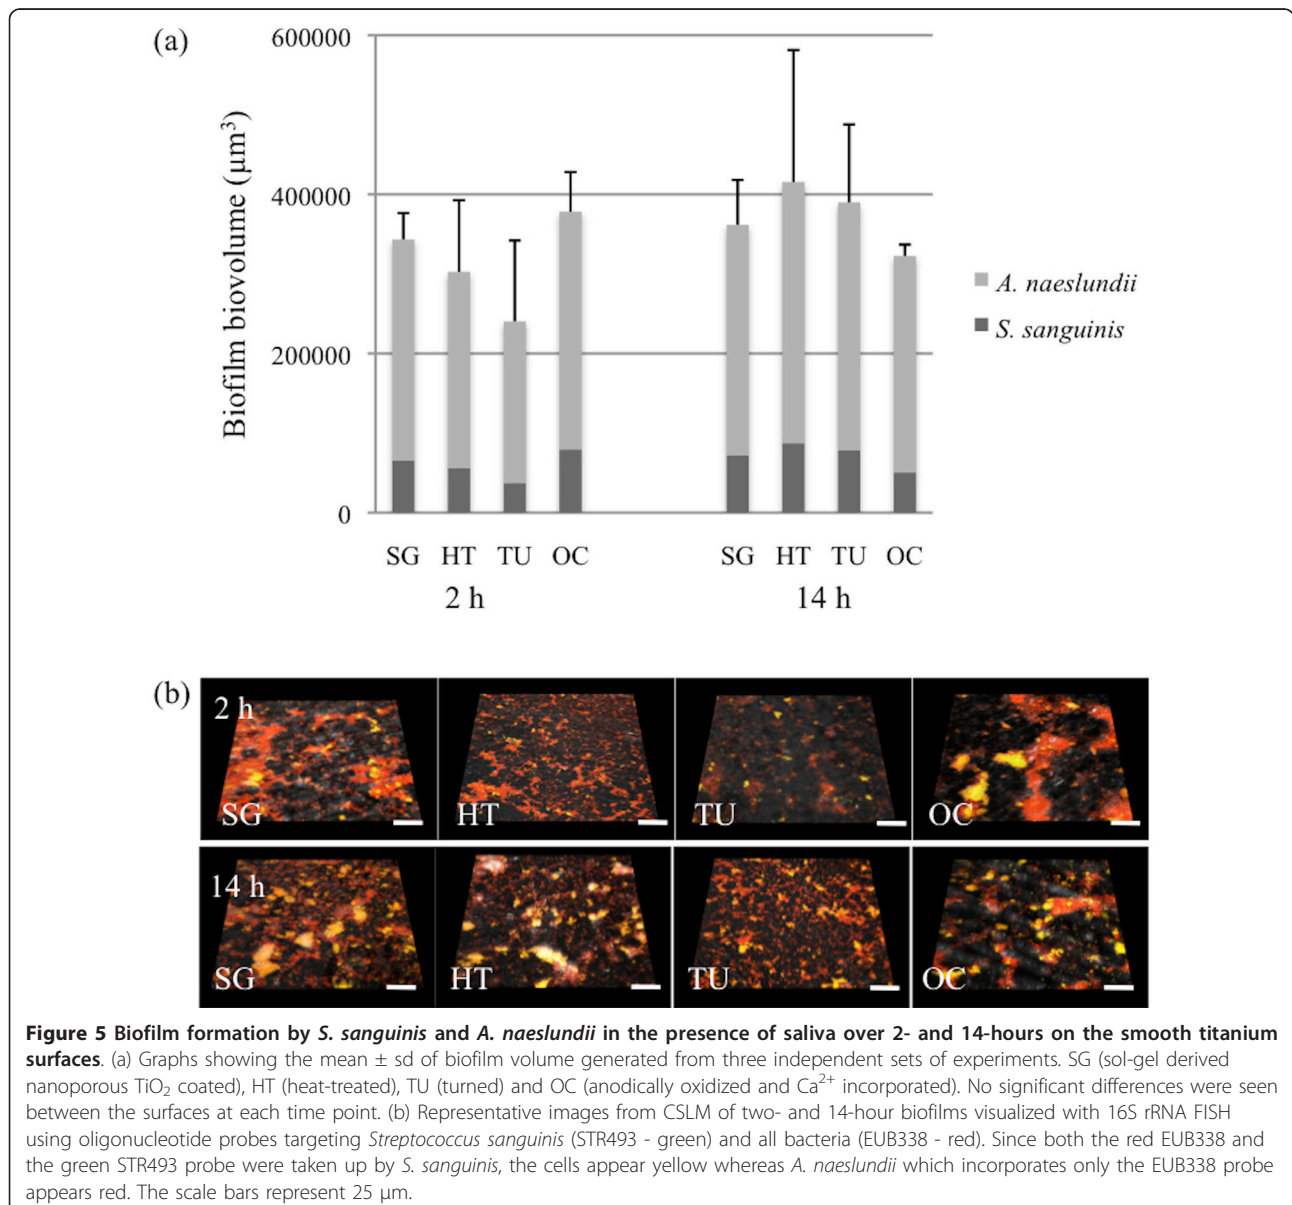 (a)
Biofilm biovolume (µm³)
600000
400000
200000
0
A. naeslundii
S. sanguinis
SG HT TU OC SG HT TU OC
2 h 14 h
(b)
2 h
SG HT TU OC
14 h
SG HT TU OC
Figure 5 Biofilm formation by S. sanguinis and A. naeslundii in the presence of saliva over 2- and 14-hours on the smooth titanium
surfaces. (a) Graphs showing the mean ± sd of biofilm volume generated from three independent sets of experiments. SG (sol-gel derived
nanoporous TiO₂ coated), HT (heat-treated), TU (turned) and OC (anodically oxidized and Ca²⁺ incorporated). No significant differences were seen
between the surfaces at each time point. (b) Representative images from CSLM of two- and 14-hour biofilms visualized with 16S rRNA FISH
using oligonucleotide probes targeting Streptococcus sanguinis (STR493 - green) and all bacteria (EUB338 - red). Since both the red EUB338 and
the green STR493 probe were taken up by S. sanguinis, the cells appear yellow whereas A. naeslundii which incorporates only the EUB338 probe
appears red. The scale bars represent 25 µm.